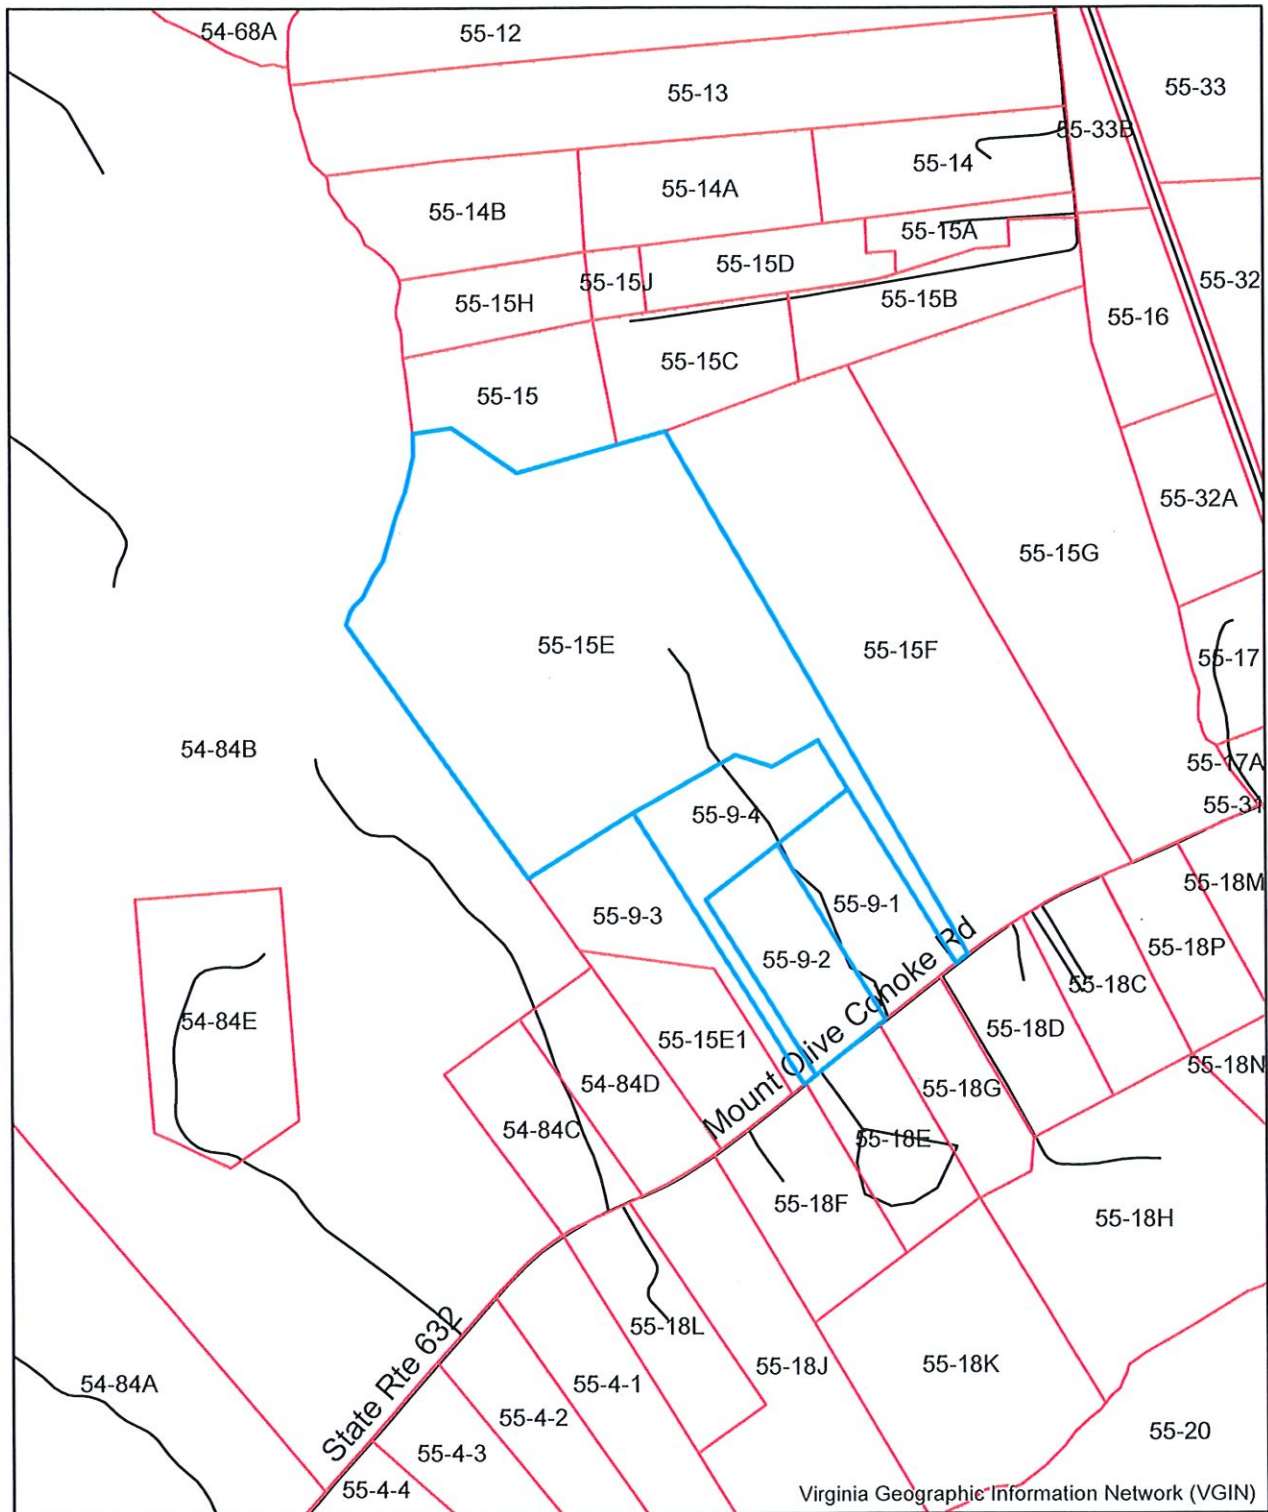 54-68A
55-12
55-33
55-13
55-33B
55-14
55-14A
55-14B
55-15A
55-15D
55-32
55-15J
55-15H
55-15B
55-16
55-15C
55-15
55-32A
55-15G
55-15E
55-15F
55-17
54-84B
55-17A
55-31
55-9-4
55-18M
55-9-1
55-9-3
55-18P
55-9-2
55-18C
54-84E
55-18D
55-15E1
Mount Olive Cohoke Rd
55-18N
54-84D
55-18G
54-84C
55-18E
55-18F
55-18H
55-18L
55-18J
55-18K
State Rte 632
54-84A
55-4-1
55-4-2
55-20
55-4-3
55-4-4
Virginia Geographic Information Network (VGIN)